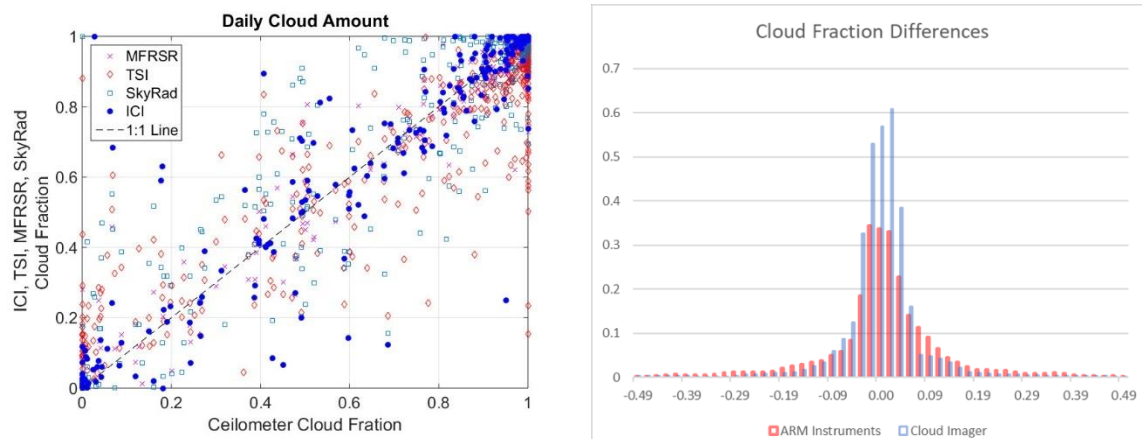 Daily Cloud Amount
1
0.8
0.6
0.4
0.2
0
0
0.2
0.4
0.6
0.8
1
MFRSR
TSI
SkyRad
ICI
1:1 Line
ICI, TSI, MFRSR, SkyRad
Cloud Fraction
Ceilometer Cloud Fration
Cloud Fraction Differences
0.7
0.6
0.5
0.4
0.3
0.2
0.1
0
-0.49
-0.39
-0.29
-0.19
-0.09
0.00
0.09
0.19
0.29
0.39
0.49
ARM Instruments
Cloud Imager